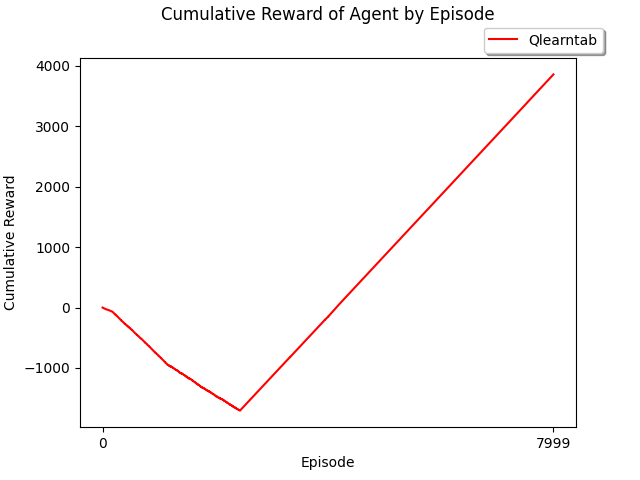 Cumulative Reward of Agent by Episode
Qlearntab
4000
3000
2000
1000
0
−1000
Cumulative Reward
0 7999
Episode